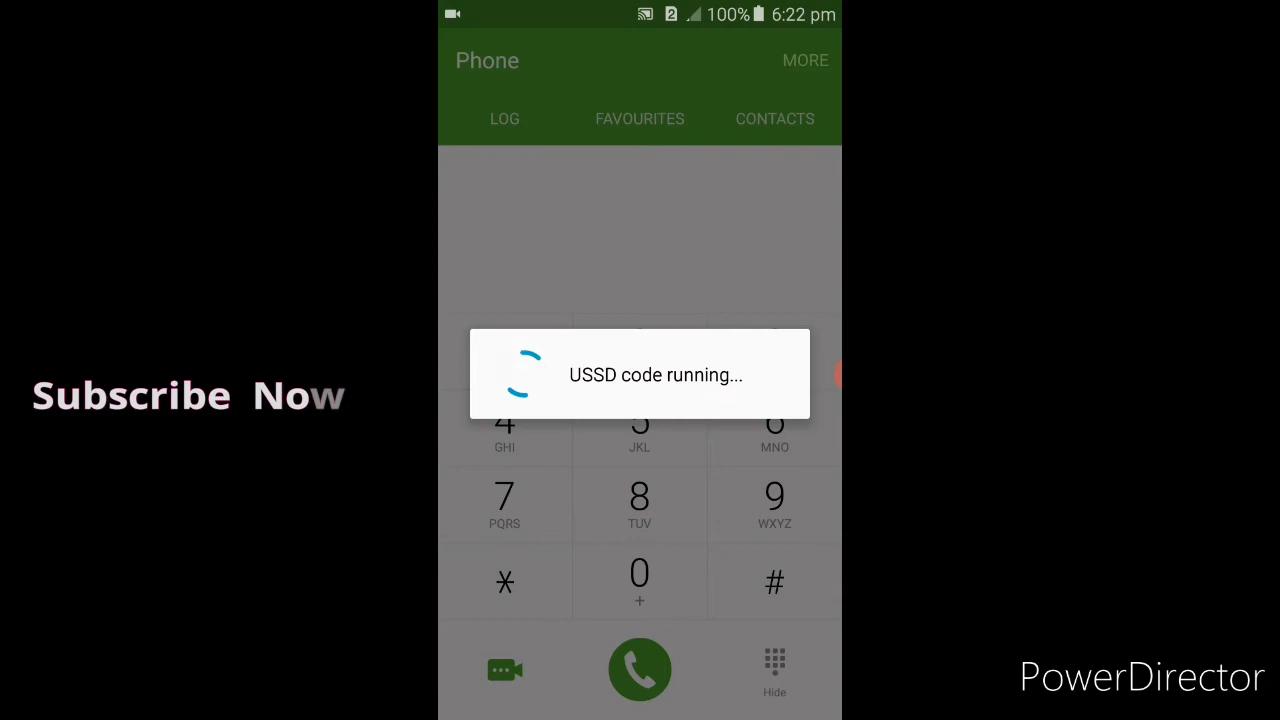 2 100% 6:22 pm
Phone MORE
LOG FAVOURITES CONTACTS
USSD code running...
Subscribe Now
4 5 6
GHI JKL MNO
7 8 9
PQRS TUV WXYZ
* 0 #
+
Hide
PowerDirector